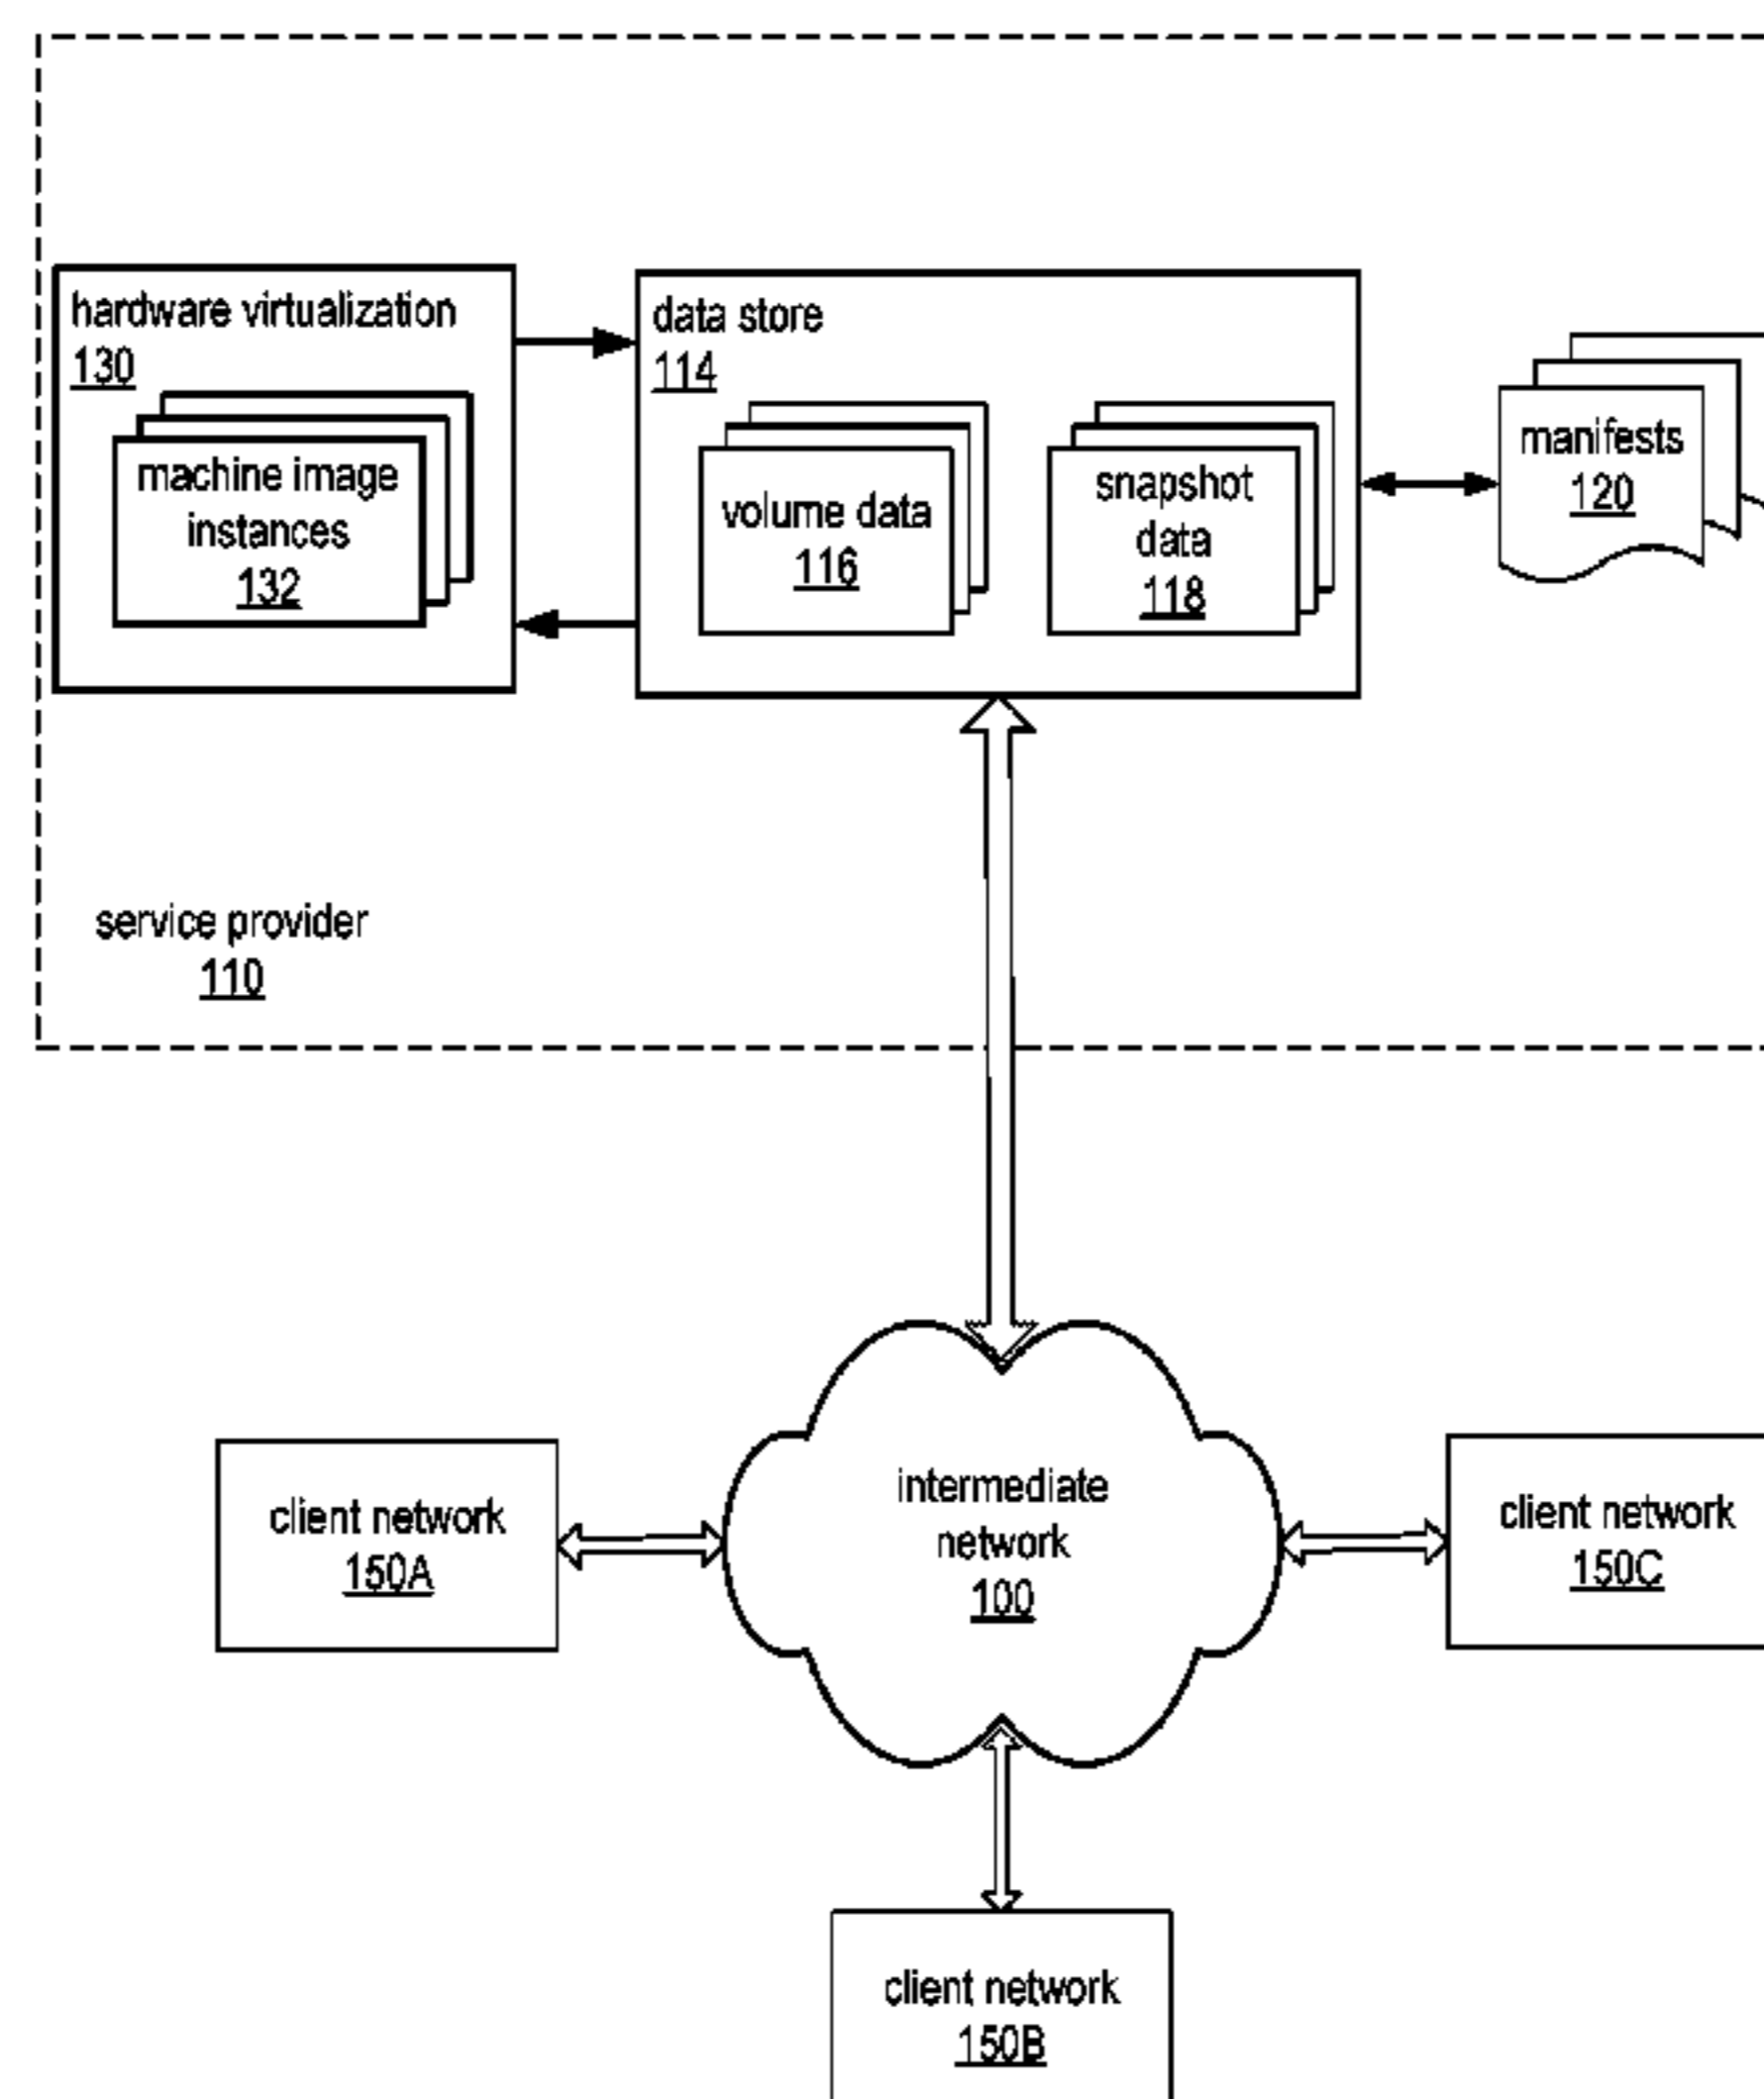 hardware virtualization
130
machine image
instances
132
data store
114
volume data
116
snapshot
data
118
manifests
120
service provider
110
client network
150A
intermediate
network
100
client network
150C
client network
150B